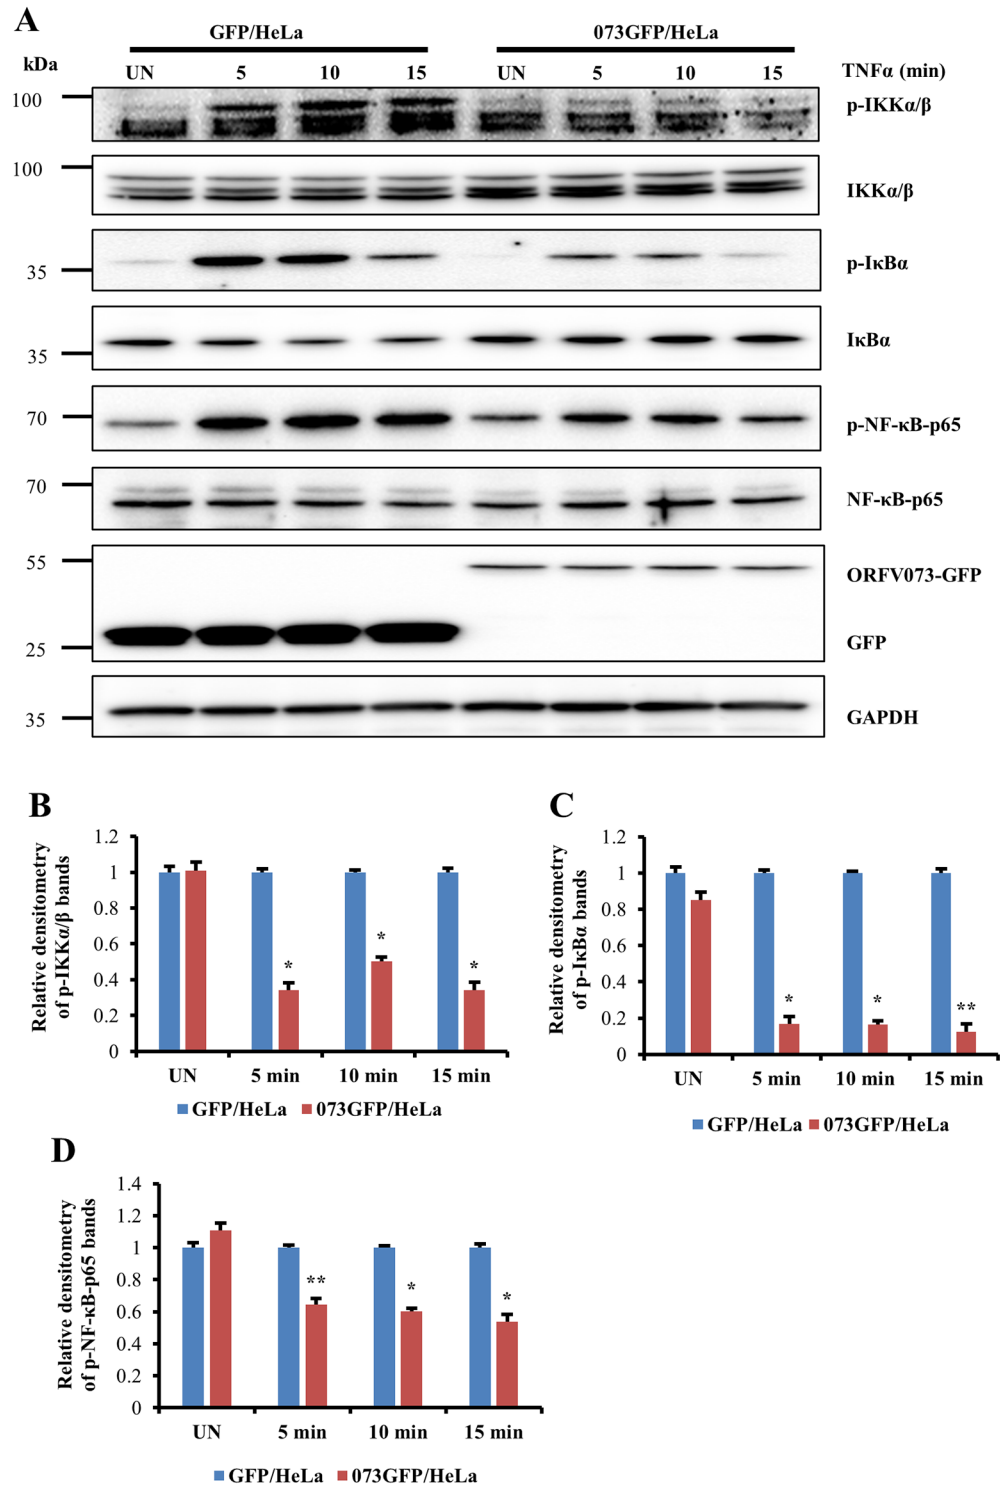 A
GFP/HeLa 073GFP/HeLa
kDa
UN 5 10 15 UN 5 10 15 TNFα (min)
100 p-IKKα/β
100 IKKα/β
35 p-IκBα
35 IκBα
70 p-NF-κB-p65
70 NF-κB-p65
55 ORFV073-GFP
25 GFP
35 GAPDH
B
Relative densitometry
of p-IKKα/β bands
1.2
1
0.8
0.6
0.4
0.2
0
* * *
UN 5 min 10 min 15 min
GFP/HeLa 073GFP/HeLa
C
Relative densitometry
of p-IκBα bands
1.2
1
0.8
0.6
0.4
0.2
0
* * **
UN 5 min 10 min 15 min
GFP/HeLa 073GFP/HeLa
D
Relative densitometry
of p-NF-κB-p65 bands
1.4
1.2
1
0.8
0.6
0.4
0.2
0
** * *
UN 5 min 10 min 15 min
GFP/HeLa 073GFP/HeLa